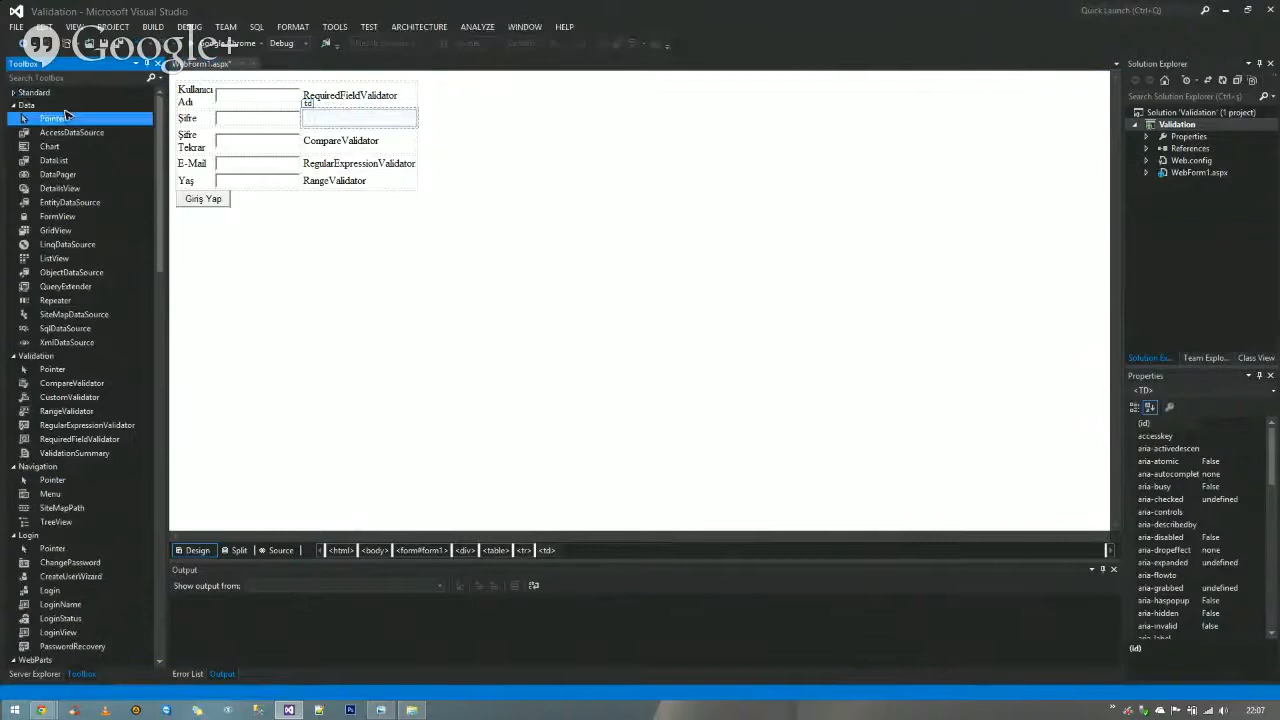 Validation - Microsoft Visual Studio
Quick Launch (Ctrl+Q)
FILE EDIT VIEW PROJECT BUILD DEBUG TEAM SQL FORMAT TOOLS TEST ARCHITECTURE ANALYZE WINDOW HELP
Google+
Google Chrome Debug
Toolbox
WebForm1.aspx*
Solution Explorer
Search Toolbox
Standard
Data
Pointer
AccessDataSource
Chart
DataList
DataPager
DetailsView
EntityDataSource
FormView
GridView
LinqDataSource
ListView
ObjectDataSource
QueryExtender
Repeater
SiteMapDataSource
SqlDataSource
XmlDataSource
Validation
Pointer
CompareValidator
CustomValidator
RangeValidator
RegularExpressionValidator
RequiredFieldValidator
ValidationSummary
Navigation
Pointer
Menu
SiteMapPath
TreeView
Login
Pointer
ChangePassword
CreateUserWizard
Login
LoginName
LoginStatus
LoginView
PasswordRecovery
WebParts
Server Explorer Toolbox
Kullanıcı
Adı
RequiredFieldValidator
td
Şifre
Şifre
Tekrar
CompareValidator
E-Mail
RegularExpressionValidator
Yaş
RangeValidator
Giriş Yap
Design Split Source
<html> <body> <form#form1> <div> <table> <tr> <td>
Output
Show output from:
Error List Output
Search Solution Explorer (Ctrl+ş)
Solution 'Validation' (1 project)
Validation
Properties
References
Web.config
WebForm1.aspx
Solution Ex... Team Explo... Class View
Properties
<TD>
(id)
accesskey
aria-activedescen
aria-atomic False
aria-autocomplet none
aria-busy False
aria-checked undefined
aria-controls
aria-describedby
aria-disabled False
aria-dropeffect none
aria-expanded undefined
aria-flowto
aria-grabbed undefined
aria-haspopup False
aria-hidden False
aria-invalid false
aria-label
(id)
22:07